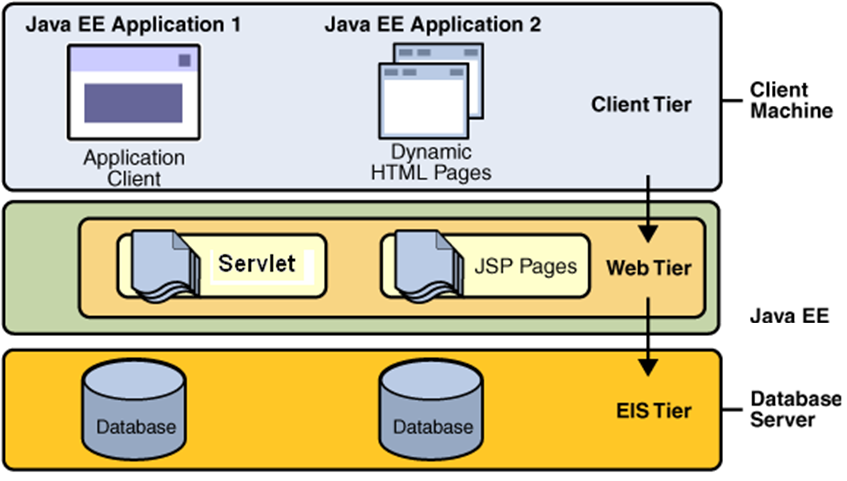 Java EE Application 1
Java EE Application 2
Client Tier
Client
Machine
Application
Client
Dynamic
HTML Pages
Servlet
JSP Pages
Web Tier
Java EE
Database
Database
EIS Tier
Database
Server